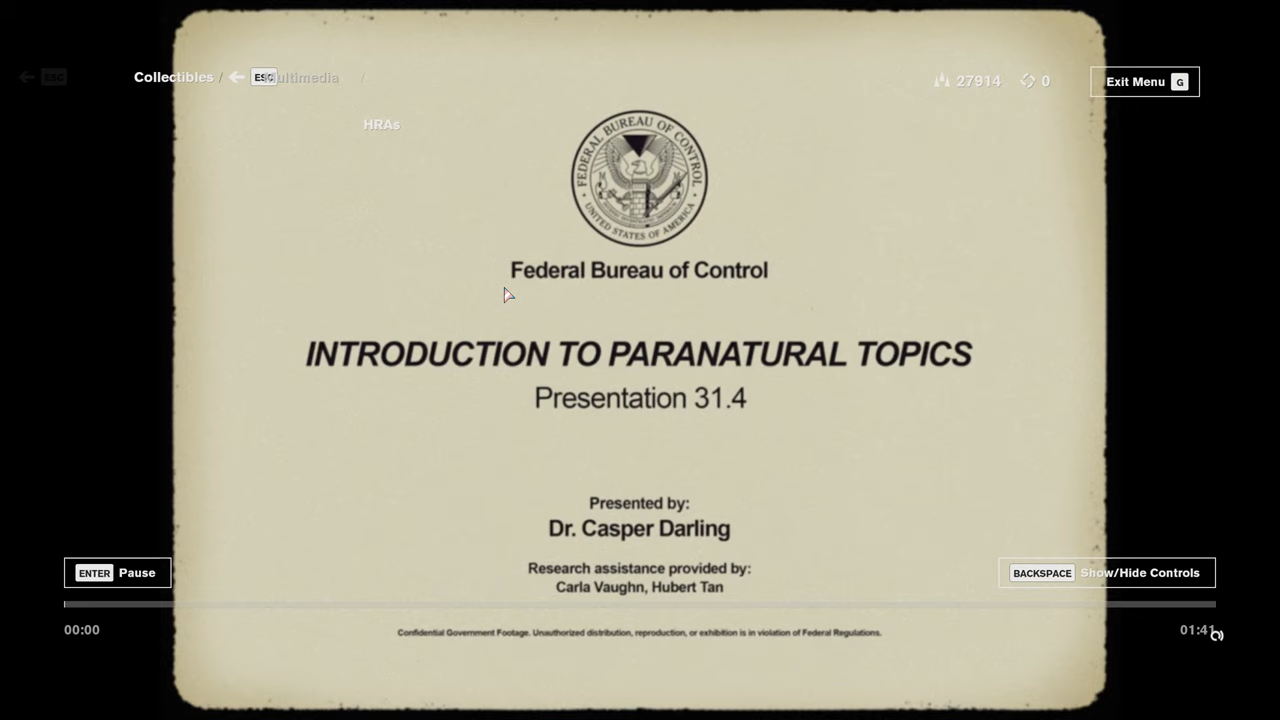 ESC
Collectibles / ESC Multimedia /
27914 0
Exit Menu G
HRAs
FEDERAL BUREAU OF CONTROL
UNITED STATES OF AMERICA
Federal Bureau of Control
INTRODUCTION TO PARANATURAL TOPICS
Presentation 31.4
Presented by:
Dr. Casper Darling
Research assistance provided by:
Carla Vaughn, Hubert Tan
ENTER Pause
BACKSPACE Show/Hide Controls
00:00
01:41
Confidential Government Footage. Unauthorized distribution, reproduction, or exhibition is in violation of Federal Regulations.